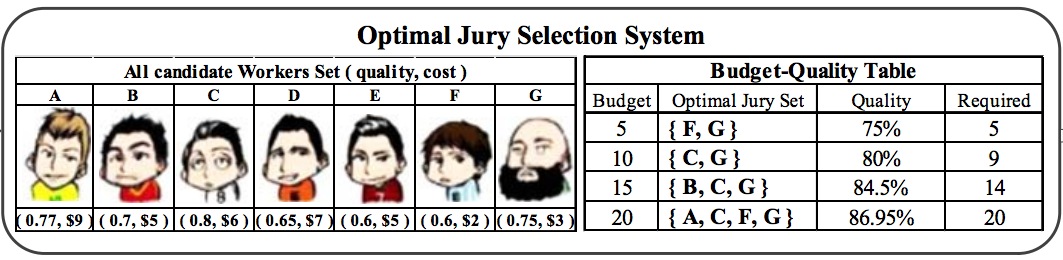 Optimal Jury Selection System
All candidate Workers Set ( quality, cost )
A B C D E F G
( 0.77, $9 ) ( 0.7, $5 ) ( 0.8, $6 ) ( 0.65, $7 ) ( 0.6, $5 ) ( 0.6, $2 ) ( 0.75, $3 )
Budget-Quality Table
Budget Optimal Jury Set Quality Required
5 { F, G } 75% 5
10 { C, G } 80% 9
15 { B, C, G } 84.5% 14
20 { A, C, F, G } 86.95% 20